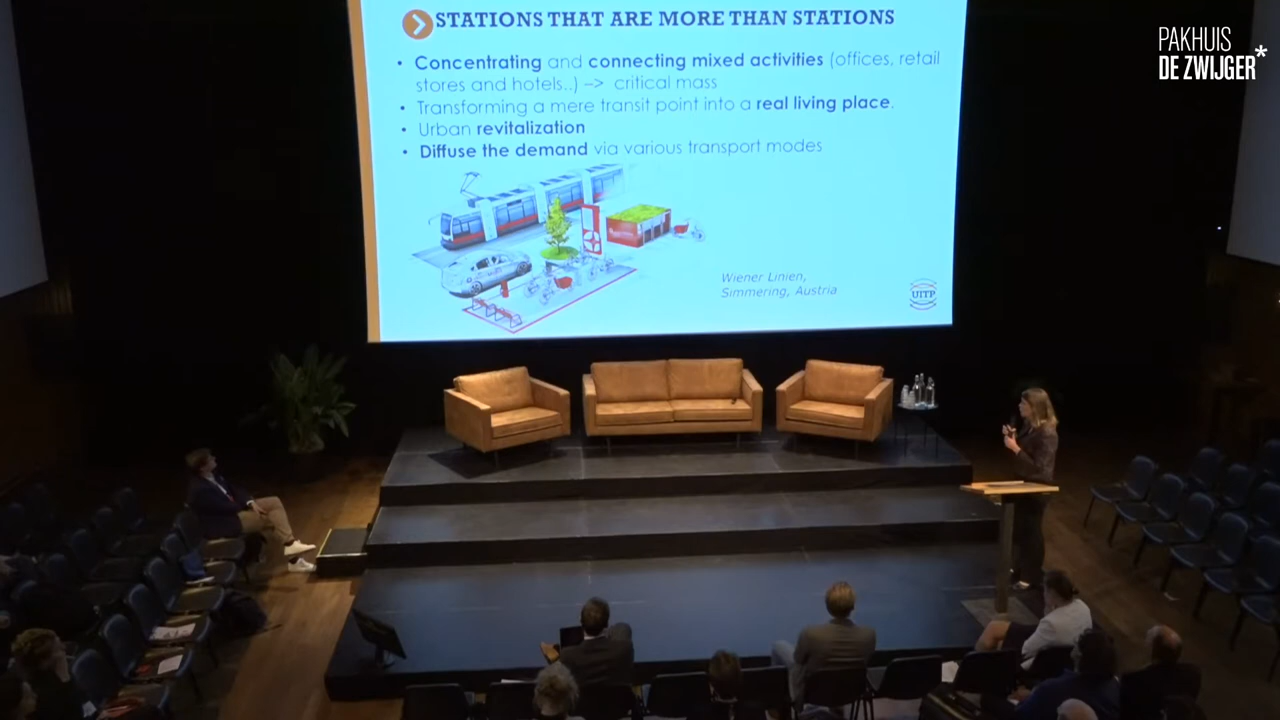 STATIONS THAT ARE MORE THAN STATIONS
• Concentrating and connecting mixed activities (offices, retail
stores and hotels..) –> critical mass
• Transforming a mere transit point into a real living place.
• Urban revitalization
• Diffuse the demand via various transport modes
Wiener Linien,
Simmering, Austria
UITP
PAKHUIS
DE ZWIJGER*